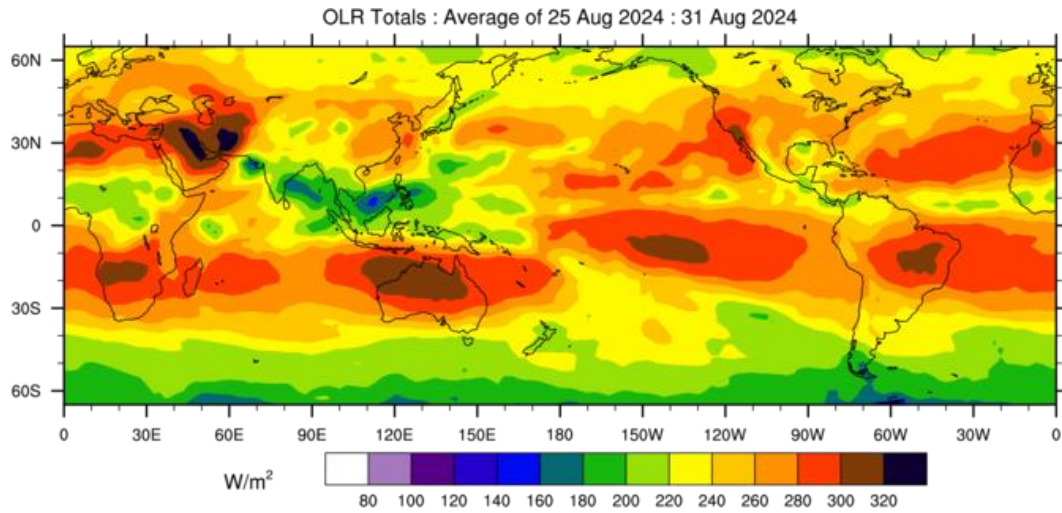 OLR Totals : Average of 25 Aug 2024 : 31 Aug 2024
60N
30N
0
30S
60S
0 30E 60E 90E 120E 150E 180 150W 120W 90W 60W 30W 0
W/m²
80 100 120 140 160 180 200 220 240 260 280 300 320